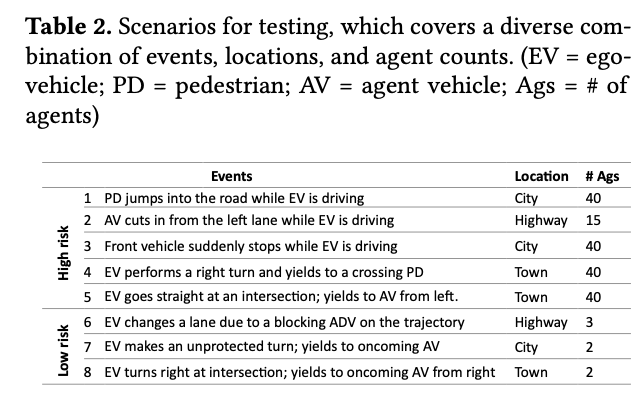 Table 2. Scenarios for testing, which covers a diverse com-
bination of events, locations, and agent counts. (EV = ego-
vehicle; PD = pedestrian; AV = agent vehicle; Ags = # of
agents)
Events Location # Ags
High risk
1 PD jumps into the road while EV is driving City 40
2 AV cuts in from the left lane while EV is driving Highway 15
3 Front vehicle suddenly stops while EV is driving City 40
4 EV performs a right turn and yields to a crossing PD Town 40
5 EV goes straight at an intersection; yields to AV from left. Town 40
Low risk
6 EV changes a lane due to a blocking ADV on the trajectory Highway 3
7 EV makes an unprotected turn; yields to oncoming AV City 2
8 EV turns right at intersection; yields to oncoming AV from right Town 2